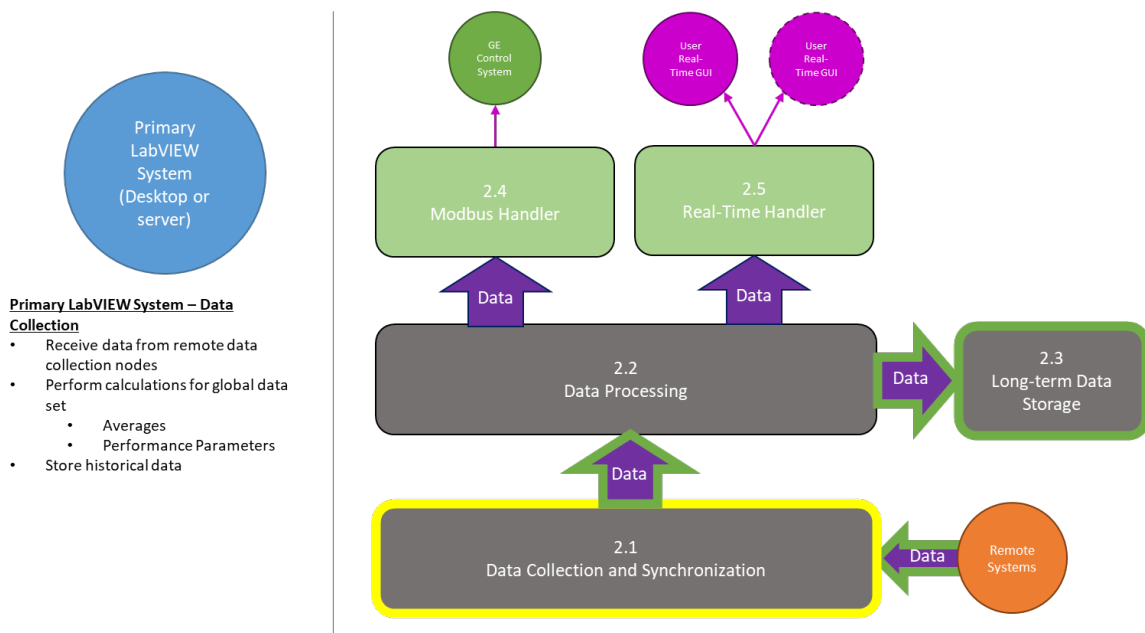 Primary
LabVIEW
System
(Desktop or
server)
Primary LabVIEW System – Data
Collection
• Receive data from remote data
collection nodes
• Perform calculations for global data
set
• Averages
• Performance Parameters
• Store historical data
GE
Control
System
User
Real-
Time GUI
User
Real-
Time GUI
2.4
Modbus Handler
2.5
Real-Time Handler
Data
Data
2.2
Data Processing
Data
2.3
Long-term Data
Storage
Data
2.1
Data Collection and Synchronization
Data
Remote
Systems